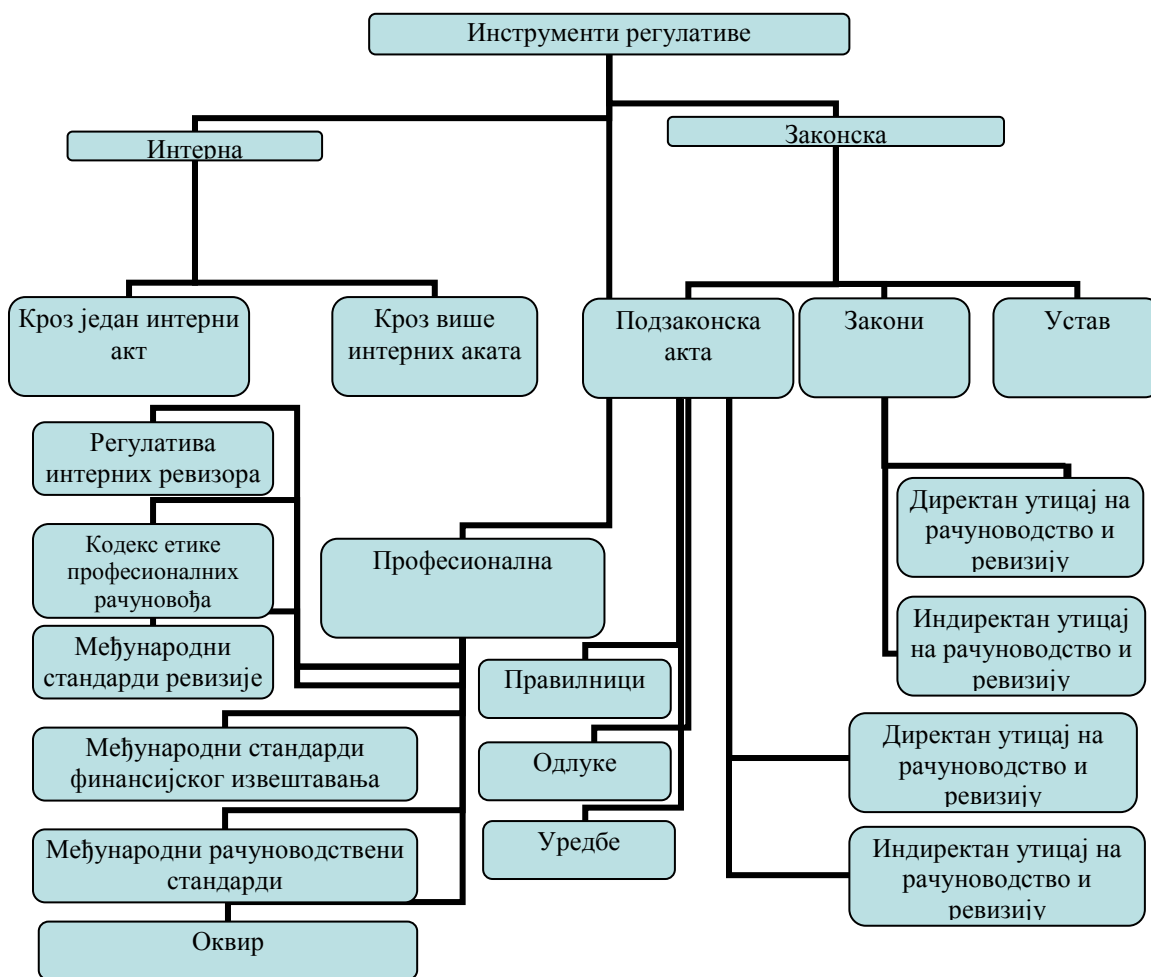 Инструменти регулативе
Интерна
Законска
Кроз један интерни
акт
Кроз више
интерних аката
Подзаконска
акта
Закони
Устав
Регулатива
интерних ревизора
Кодекс етике
професионалних
рачуновођа
Међународни
стандарди ревизије
Професионална
Међународни стандарди
финансијског извештавања
Међународни рачуноводствени
стандарди
Оквир
Правилници
Одлуке
Уредбе
Директан утицај на
рачуноводство и
ревизију
Индиректан утицај
на рачуноводство и
ревизију
Директан утицај на
рачуноводство и
ревизију
Индиректан утицај на
рачуноводство и
ревизију